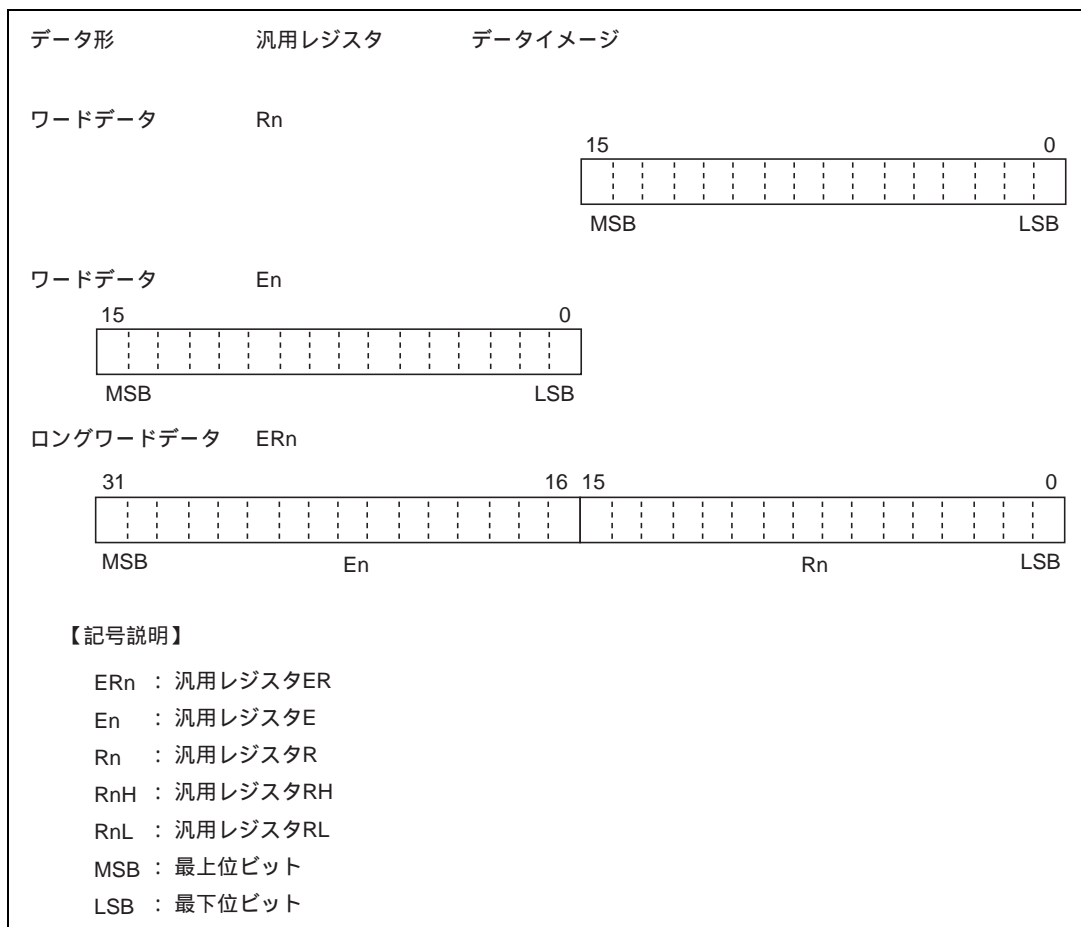 データ形 汎用レジスタ データイメージ
ワードデータ Rn
15 0
MSB LSB
ワードデータ En
15 0
MSB LSB
ロングワードデータ ERn
31 16 15 0
MSB En Rn LSB
【記号説明】
ERn : 汎用レジスタER
En : 汎用レジスタE
Rn : 汎用レジスタR
RnH : 汎用レジスタRH
RnL : 汎用レジスタRL
MSB : 最上位ビット
LSB : 最下位ビット